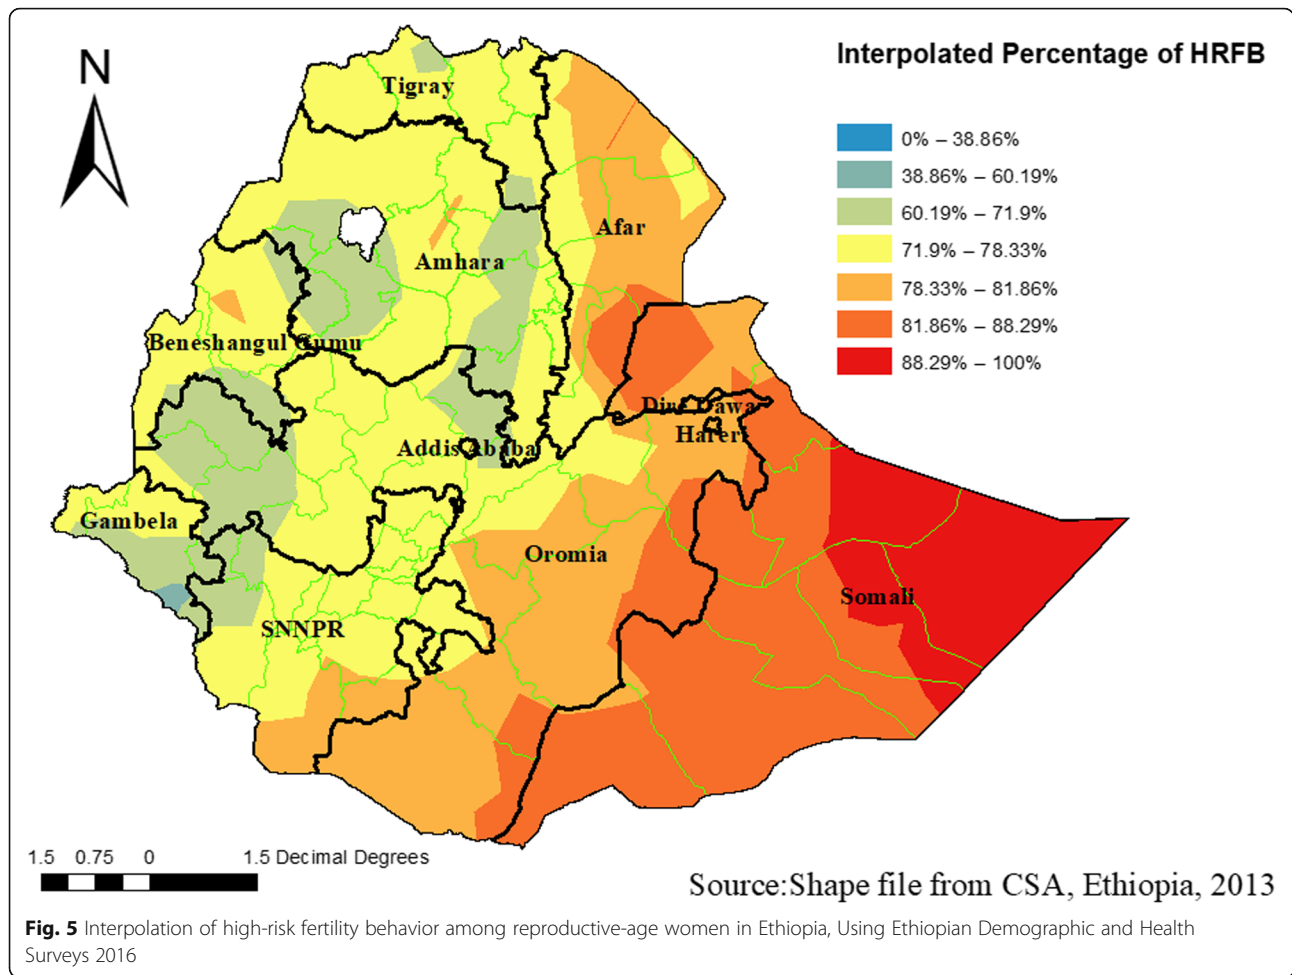 N
Interpolated Percentage of HRFB
0% – 38.86%
38.86% – 60.19%
60.19% – 71.9%
71.9% – 78.33%
78.33% – 81.86%
81.86% – 88.29%
88.29% – 100%
Tigray
Afar
Amhara
Beneshangul Gumu
Dire Dawa
Hareri
Addis Ababa
Gambela
Oromia
Somali
SNNPR
1.5 0.75 0 1.5 Decimal Degrees
Source:Shape file from CSA, Ethiopia, 2013
Fig. 5 Interpolation of high-risk fertility behavior among reproductive-age women in Ethiopia, Using Ethiopian Demographic and Health
Surveys 2016